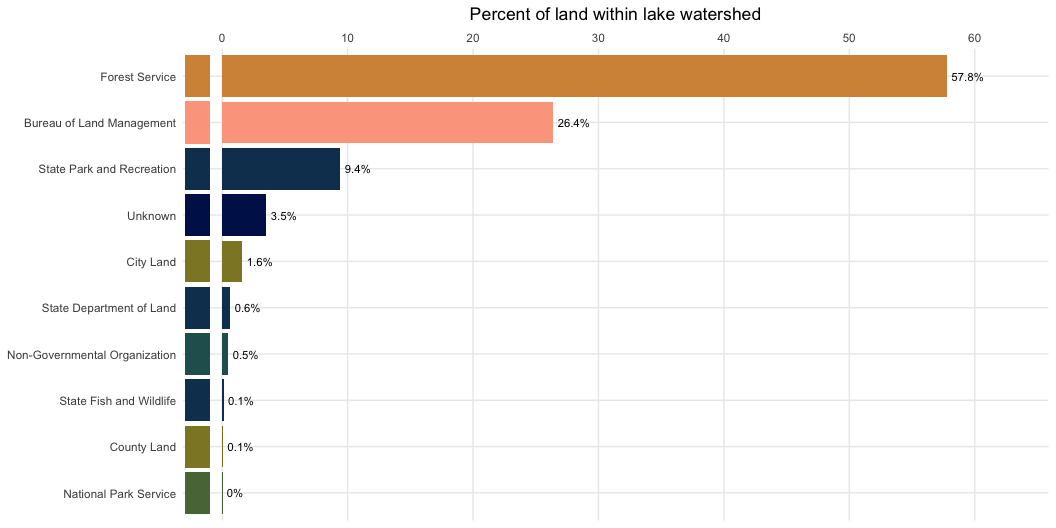 Percent of land within lake watershed
0 10 20 30 40 50 60
Forest Service 57.8%
Bureau of Land Management 26.4%
State Park and Recreation 9.4%
Unknown 3.5%
City Land 1.6%
State Department of Land 0.6%
Non-Governmental Organization 0.5%
State Fish and Wildlife 0.1%
County Land 0.1%
National Park Service 0%